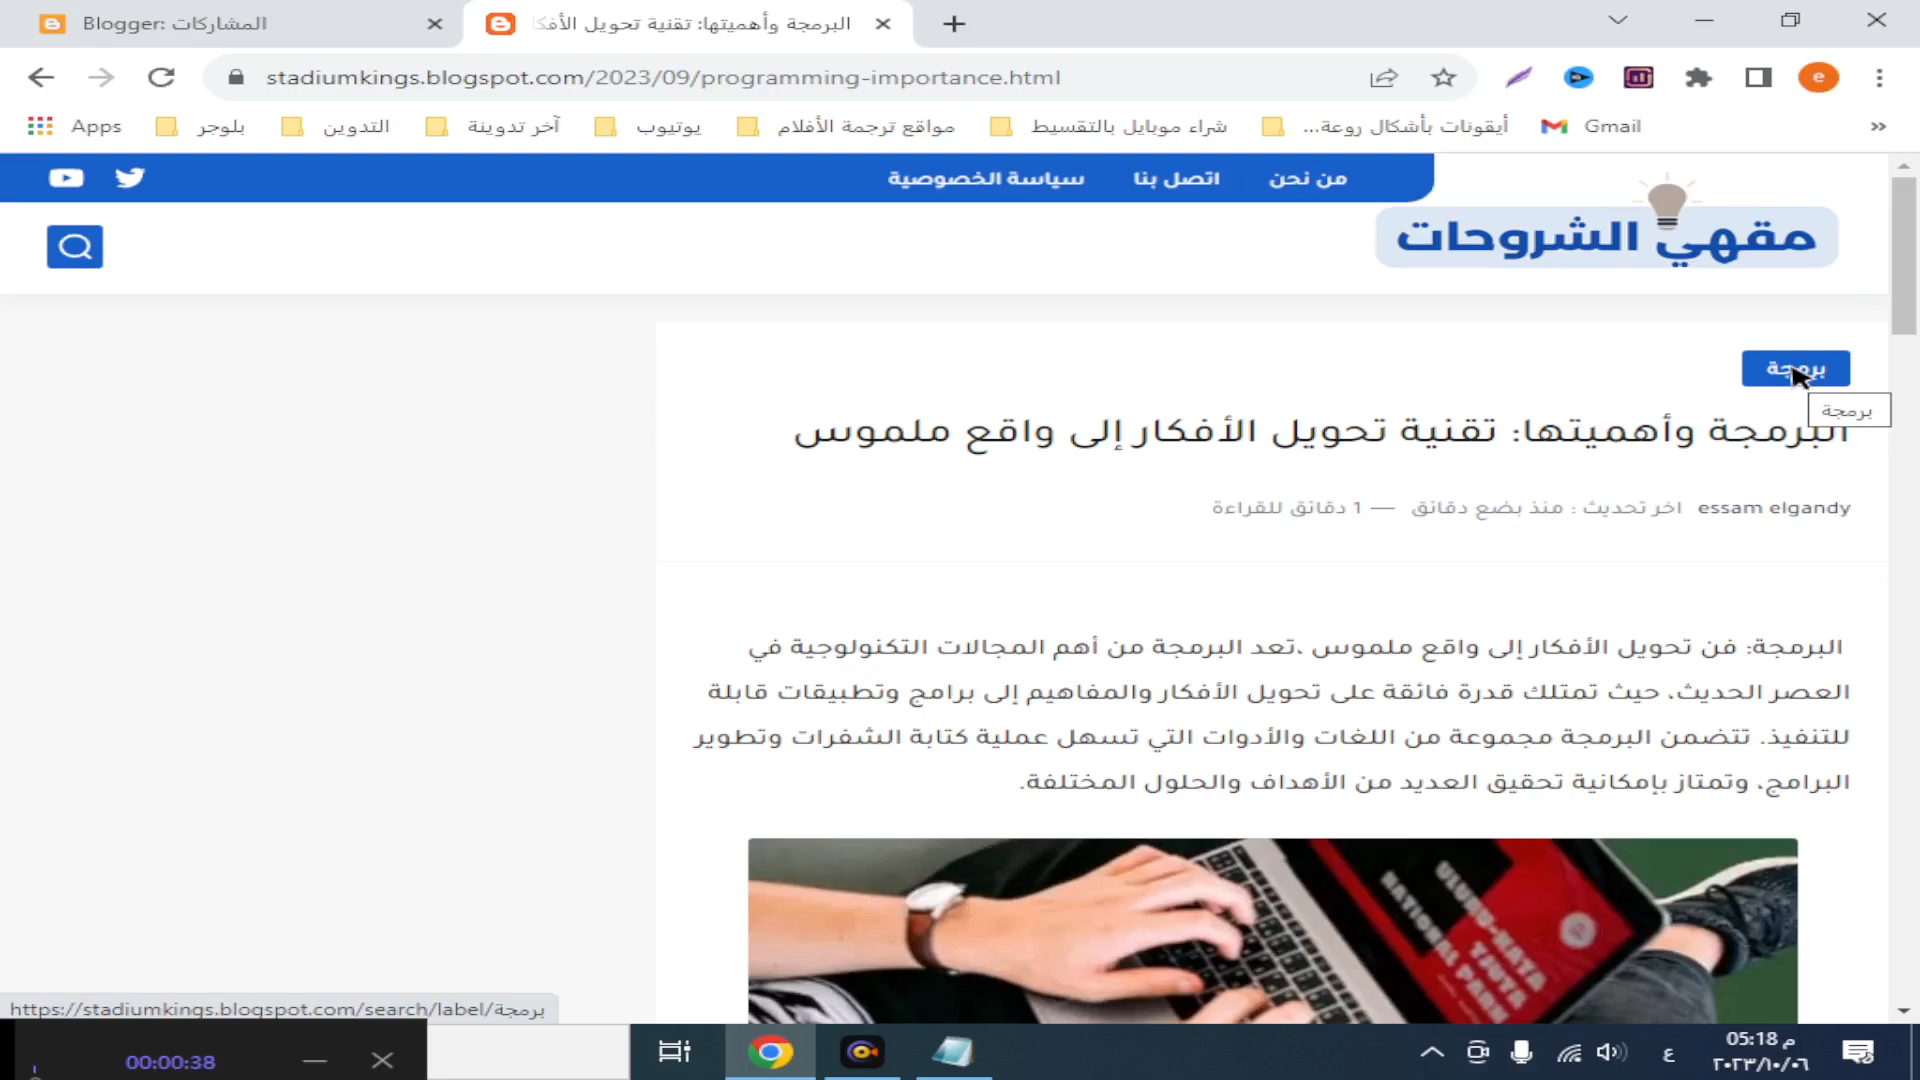 Blogger: المشاركات
البرمجة وأهميتها: تقنية تحويل الأفكا
stadiumkings.blogspot.com/2023/09/programming-importance.html
e
Apps
بلوجر
التدوين
آخر تدوينة
يوتيوب
مواقع ترجمة الأفلام
شراء موبايل بالتقسيط
أيقونات بأشكال روعة...
Gmail
من نحن اتصل بنا سياسة الخصوصية
مقهي الشروحات
برمجة
برمجة
البرمجة وأهميتها: تقنية تحويل الأفكار إلى واقع ملموس
essam elgandy اخر تحديث : منذ بضع دقائق — 1 دقائق للقراءة
البرمجة: فن تحويل الأفكار إلى واقع ملموس ،تعد البرمجة من أهم المجالات التكنولوجية في
العصر الحديث، حيث تمتلك قدرة فائقة على تحويل الأفكار والمفاهيم إلى برامج وتطبيقات قابلة
للتنفيذ. تتضمن البرمجة مجموعة من اللغات والأدوات التي تسهل عملية كتابة الشفرات وتطوير
البرامج، وتمتاز بإمكانية تحقيق العديد من الأهداف والحلول المختلفة.
ULURU-KATA
TJUTA
NATIONAL PARK
https://stadiumkings.blogspot.com/search/label/برمجة
00:00:38
ع
05:18 م
٢٠٢٣/١٠/٠٦